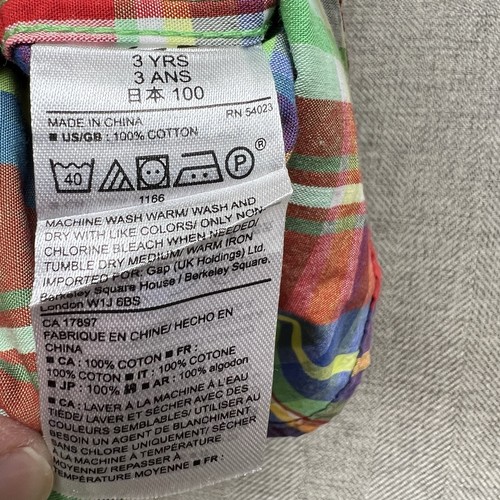 3 YRS
3 ANS
日本 100
RN 54023
MADE IN CHINA
■ US/GB : 100% COTTON
40
P
®
1166
MACHINE WASH WARM/ WASH AND
DRY WITH LIKE COLORS/ ONLY NON-
CHLORINE BLEACH WHEN NEEDED/
TUMBLE DRY MEDIUM/ WARM IRON
IMPORTED FOR: Gap (UK Holdings) Ltd.
Berkeley Square House / Berkeley Square.
London W1J 6BS
CA 17897
FABRIQUE EN CHINE/ HECHO EN
CHINA
■ CA : 100% COTON ■ FR :
100% COTON ■ IT : 100% COTONE
■ JP : 100% 綿 ■ AR : 100% algodon
■ CA : LAVER À LA MACHINE À L'EAU
TIÈDE/ LAVER ET SÉCHER AVEC DES
COULEURS SEMBLABLES/ UTILISER AU
BESOIN UN AGENT DE BLANCHIMENT
SANS CHLORE UNIQUEMENT/ SÉCHER
À LA MACHINE À TEMPÉRATURE
MOYENNE/ REPASSER À
TEMPÉRATURE MOYENNE ■ FR :